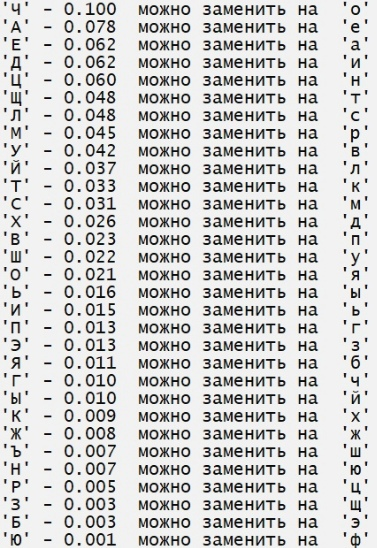 'Ч' - 0.100 можно заменить на 'о'
'А' - 0.078 можно заменить на 'е'
'Е' - 0.062 можно заменить на 'а'
'Д' - 0.062 можно заменить на 'и'
'Ц' - 0.060 можно заменить на 'н'
'Щ' - 0.048 можно заменить на 'т'
'Л' - 0.048 можно заменить на 'с'
'М' - 0.045 можно заменить на 'р'
'У' - 0.042 можно заменить на 'в'
'Й' - 0.037 можно заменить на 'л'
'Т' - 0.033 можно заменить на 'к'
'С' - 0.031 можно заменить на 'м'
'Х' - 0.026 можно заменить на 'д'
'В' - 0.023 можно заменить на 'п'
'Ш' - 0.022 можно заменить на 'у'
'О' - 0.021 можно заменить на 'я'
'Ь' - 0.016 можно заменить на 'ы'
'И' - 0.015 можно заменить на 'ь'
'П' - 0.013 можно заменить на 'г'
'Э' - 0.013 можно заменить на 'з'
'Я' - 0.011 можно заменить на 'б'
'Г' - 0.010 можно заменить на 'ч'
'Ы' - 0.010 можно заменить на 'й'
'К' - 0.009 можно заменить на 'х'
'Ж' - 0.008 можно заменить на 'ж'
'Ъ' - 0.007 можно заменить на 'ш'
'Н' - 0.007 можно заменить на 'ю'
'Р' - 0.005 можно заменить на 'ц'
'З' - 0.003 можно заменить на 'щ'
'Б' - 0.003 можно заменить на 'э'
'Ю' - 0.001 можно заменить на 'ф'